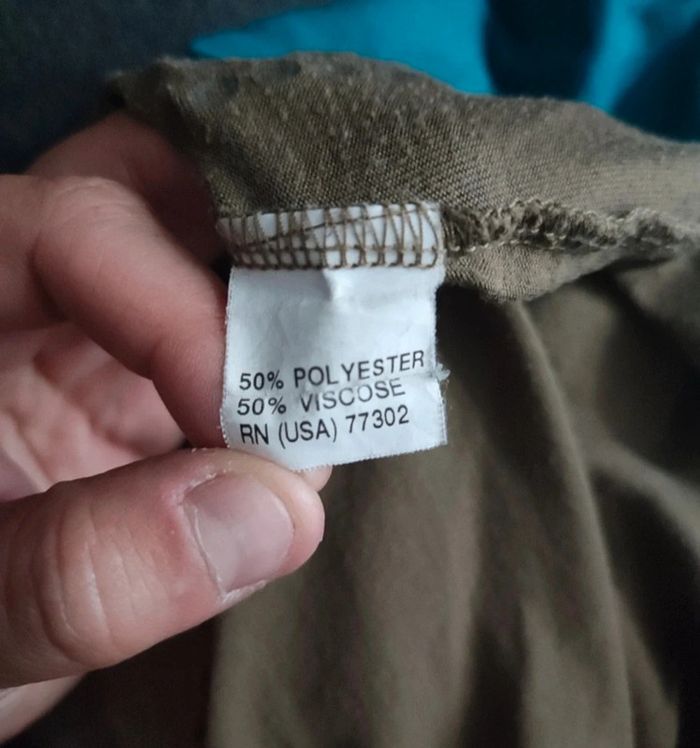 50% POLYESTER
50% VISCOSE
RN (USA) 77302